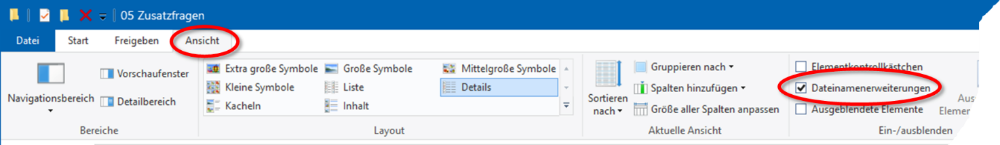 05 Zusatzfragen
Datei Start Freigeben Ansicht
Navigationsbereich
Vorschaufenster
Detailbereich
Bereiche
Extra große Symbole Große Symbole Mittelgroße Symbole
Kleine Symbole Liste Details
Kacheln Inhalt
Layout
Sortieren
nach
Gruppieren nach
Spalten hinzufügen
Größe aller Spalten anpassen
Aktuelle Ansicht
Elementkontrollkästchen
Dateinamenerweiterungen
Ausgeblendete Elemente
Ein-/ausblenden
Aus
Elemen